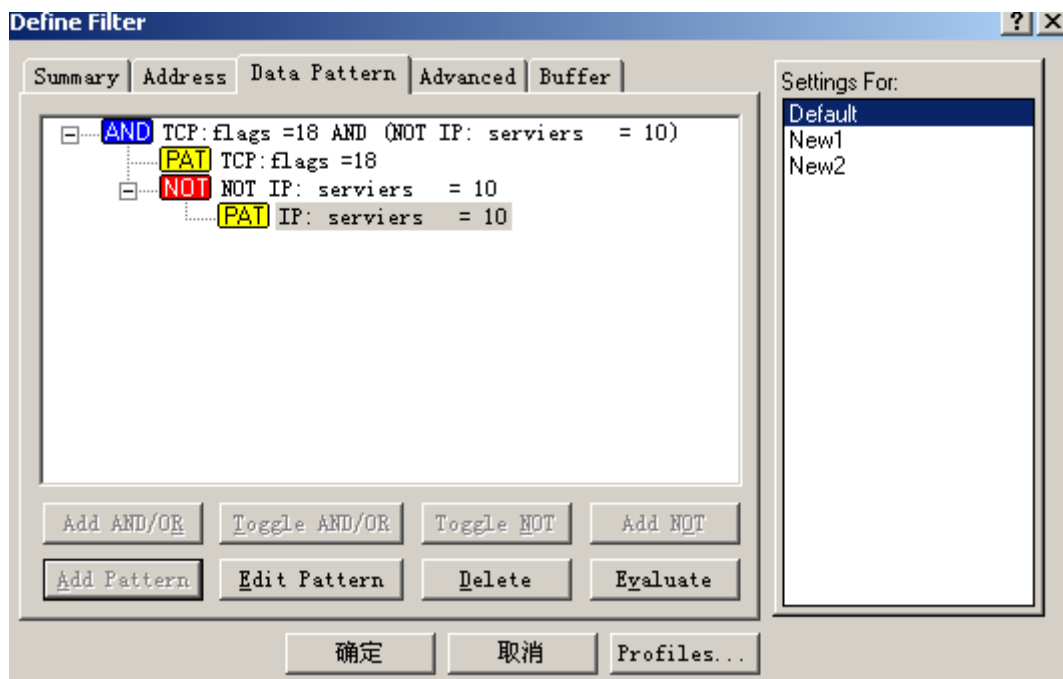 Define Filter
Summary Address Data Pattern Advanced Buffer
AND TCP:flags =18 AND (NOT IP: serviers = 10)
PAT TCP:flags =18
NOT NOT IP: serviers = 10
PAT IP: serviers = 10
Add AND/OR Toggle AND/OR Toggle NOT Add NOT
Add Pattern Edit Pattern Delete Evaluate
Settings For:
Default
New1
New2
确定 取消 Profiles...